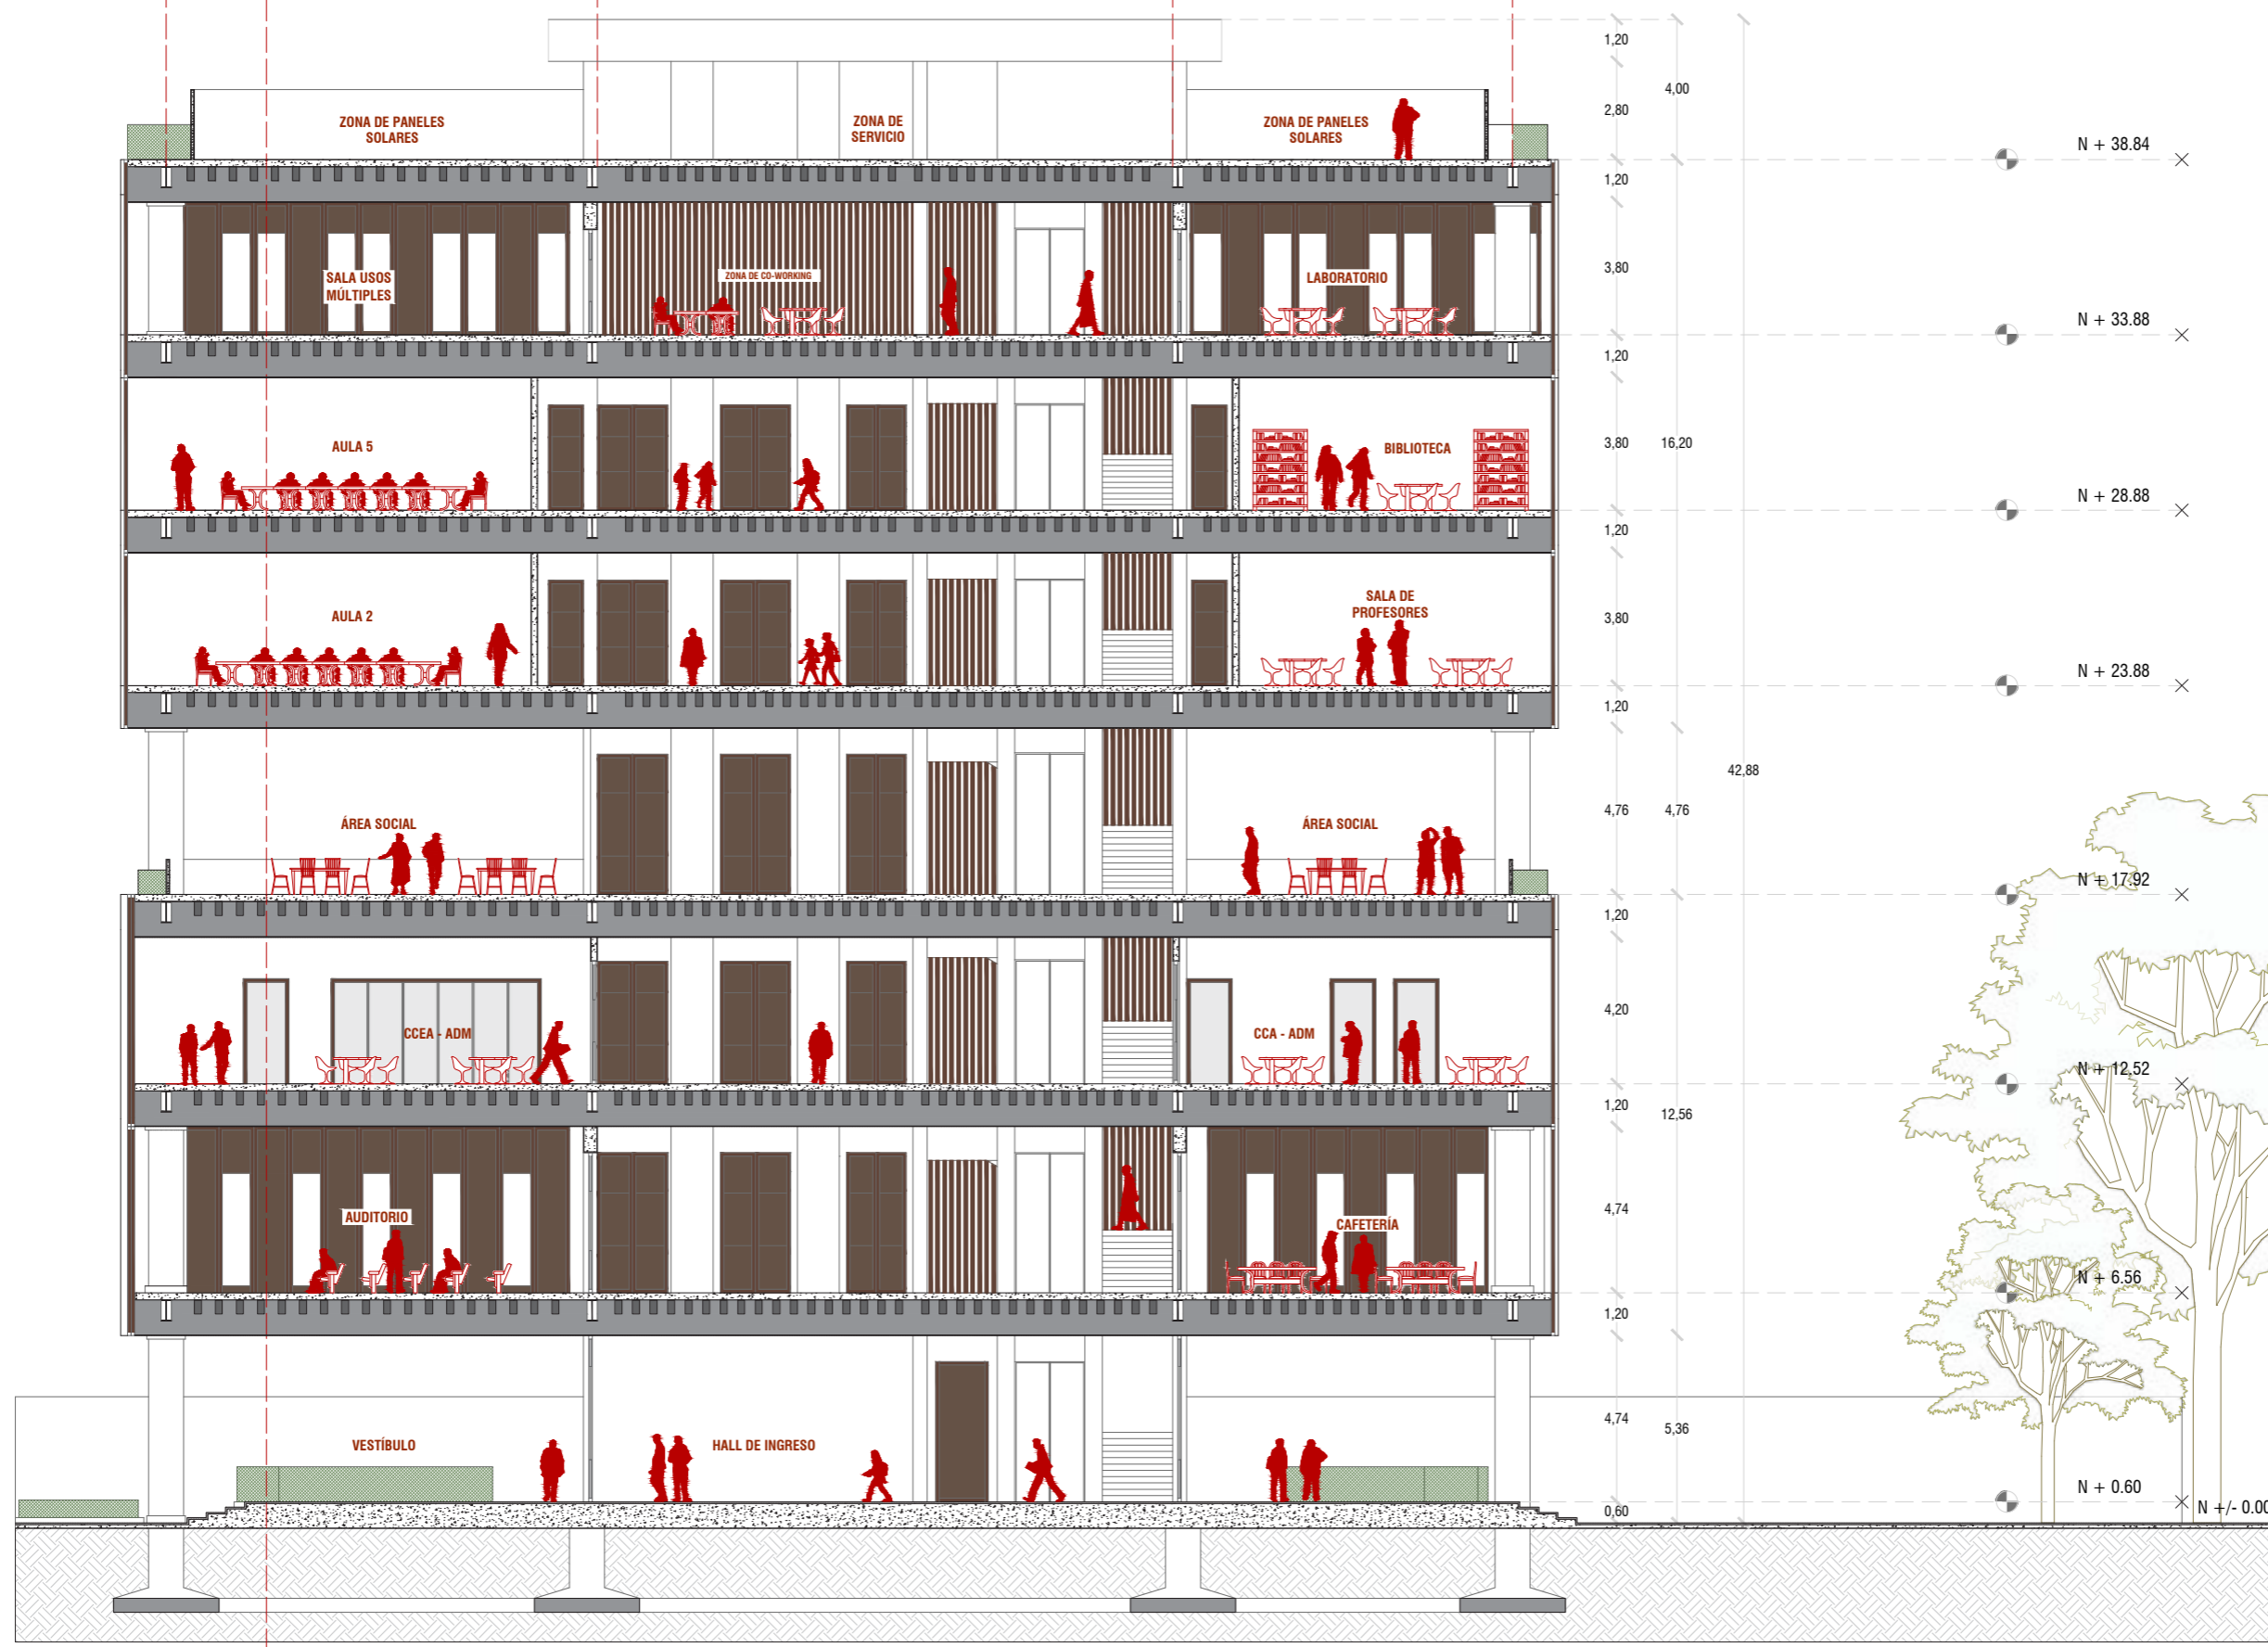 1,20
4,00
2,80
ZONA DE PANELES
SOLARES
ZONA DE
SERVICIO
ZONA DE PANELES
SOLARES
N + 38.84
1,20
SALA USOS
MÚLTIPLES
ZONA DE CO-WORKING
LABORATORIO
3,80
N + 33.88
1,20
AULA 5
BIBLIOTECA
3,80
16,20
N + 28.88
1,20
AULA 2
SALA DE
PROFESORES
3,80
N + 23.88
1,20
42,88
ÁREA SOCIAL
ÁREA SOCIAL
4,76
4,76
N + 17.92
1,20
CCEA - ADM
CCA - ADM
4,20
N + 12.52
1,20
12,56
AUDITORIO
CAFETERÍA
4,74
N + 6.56
1,20
VESTÍBULO
HALL DE INGRESO
4,74
5,36
N + 0.60
0,60
N +/- 0.00